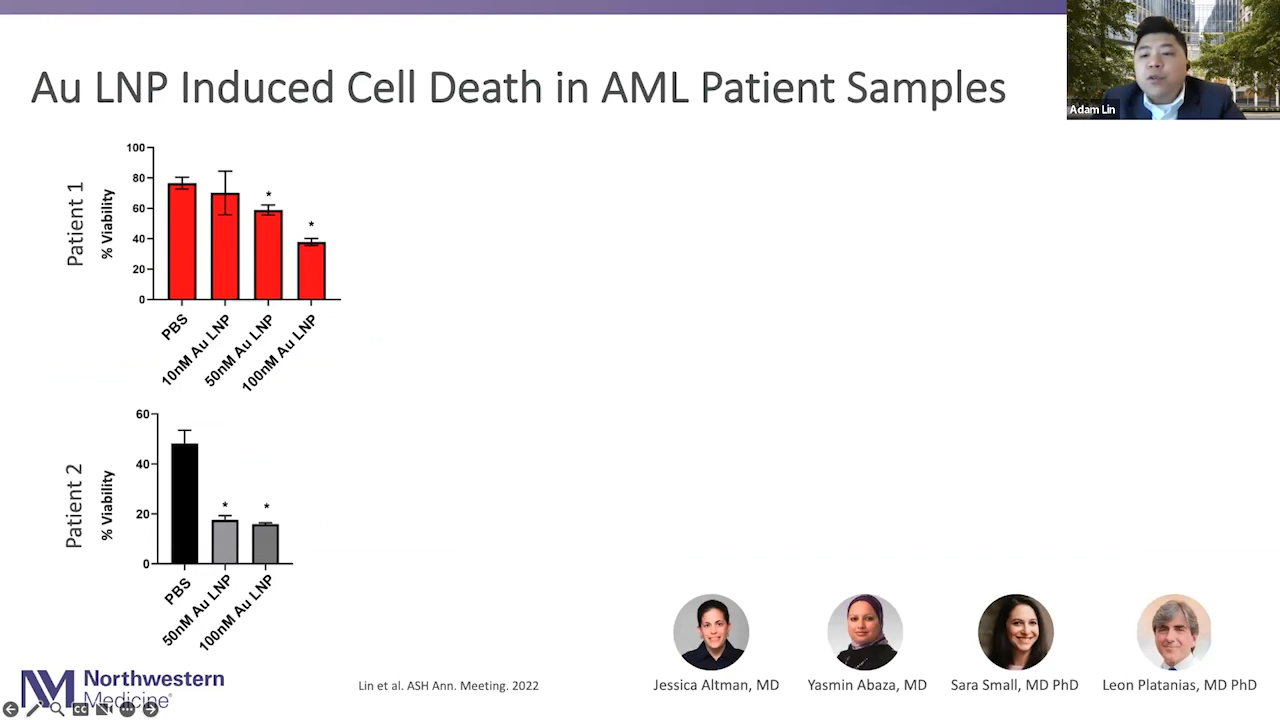 Au LNP Induced Cell Death in AML Patient Samples
Adam Lin
Patient 1
% Viability
100
80
60
40
20
0
PBS
10nM Au LNP
50nM Au LNP
100nM Au LNP
Patient 2
% Viability
60
40
20
0
PBS
50nM Au LNP
100nM Au LNP
* 
*
*
*
Jessica Altman, MD
Yasmin Abaza, MD
Sara Small, MD PhD
Leon Platanias, MD PhD
NM Northwestern
Medicine®
Lin et al. ASH Ann. Meeting. 2022
CC